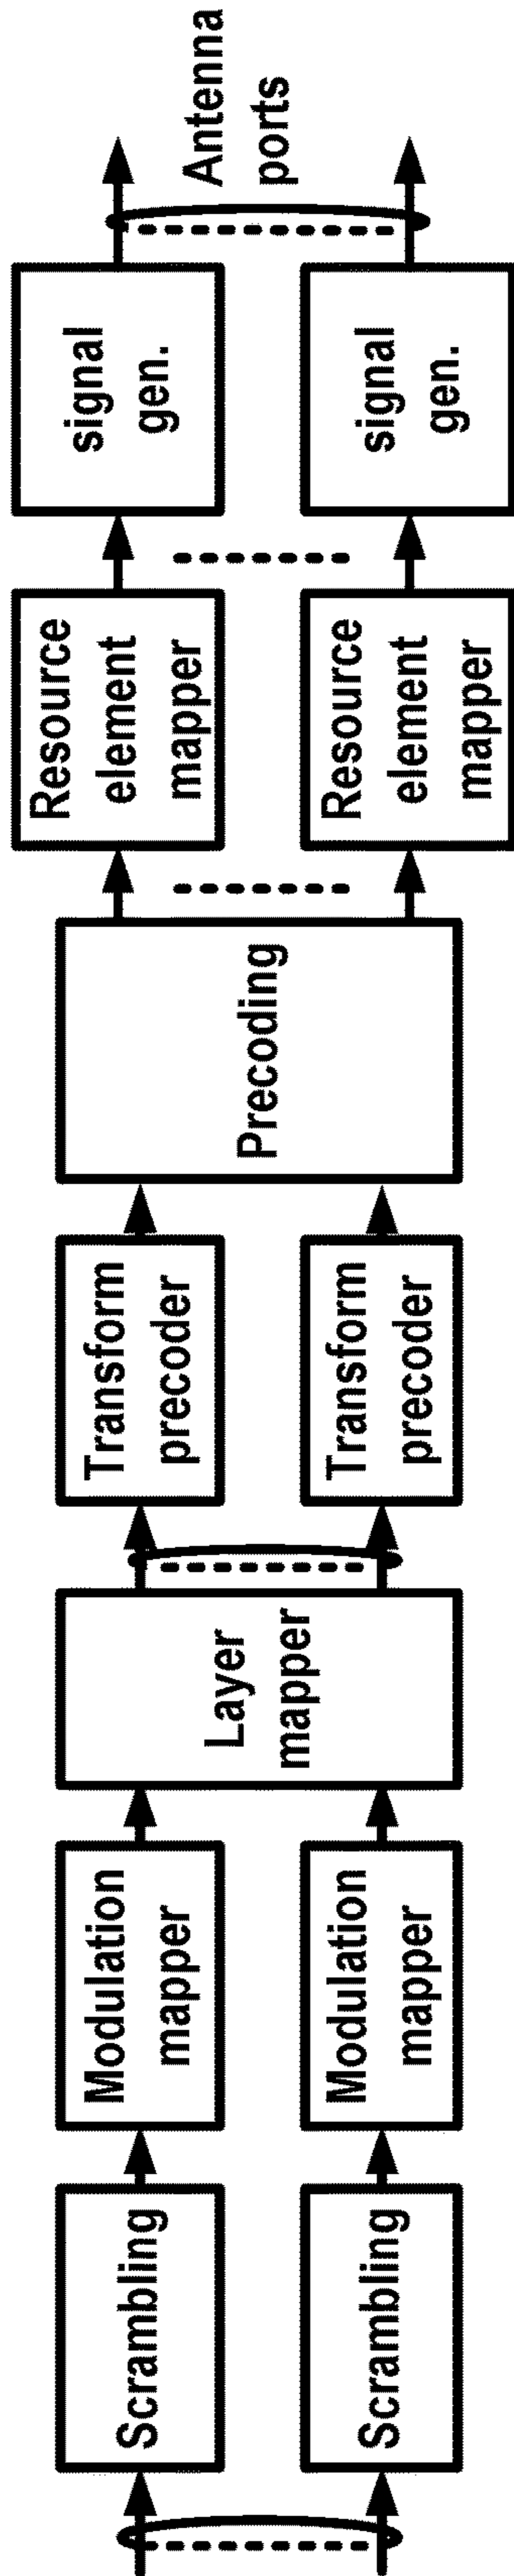 Scrambling
Modulation
mapper
Layer
mapper
Transform
precoder
Precoding
Resource
element
mapper
signal
gen.
Antenna
ports
Scrambling
Modulation
mapper
Transform
precoder
Resource
element
mapper
signal
gen.